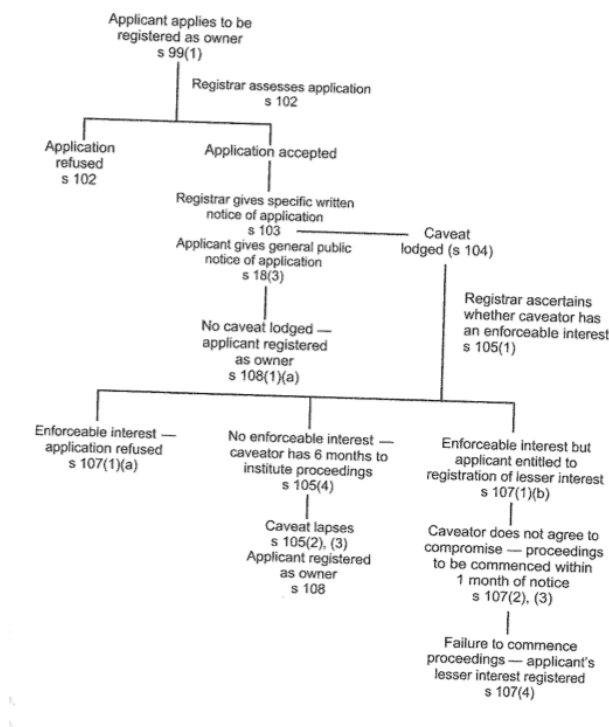 Applicant applies to be
registered as owner
s 99(1)
Registrar assesses application
s 102
Application
refused
s 102
Application accepted
Registrar gives specific written
notice of application
s 103
Applicant gives general public
notice of application
s 18(3)
Caveat
lodged (s 104)
Registrar ascertains
whether caveator has
an enforceable interest
s 105(1)
No caveat lodged —
applicant registered
as owner
s 108(1)(a)
Enforceable interest —
application refused
s 107(1)(a)
No enforceable interest —
caveator has 6 months to
institute proceedings
s 105(4)
Caveat lapses
s 105(2), (3)
Applicant registered
as owner
s 108
Enforceable interest but
applicant entitled to
registration of lesser interest
s 107(1)(b)
Caveator does not agree to
compromise — proceedings
to be commenced within
1 month of notice
s 107(2), (3)
Failure to commence
proceedings — applicant's
lesser interest registered
s 107(4)